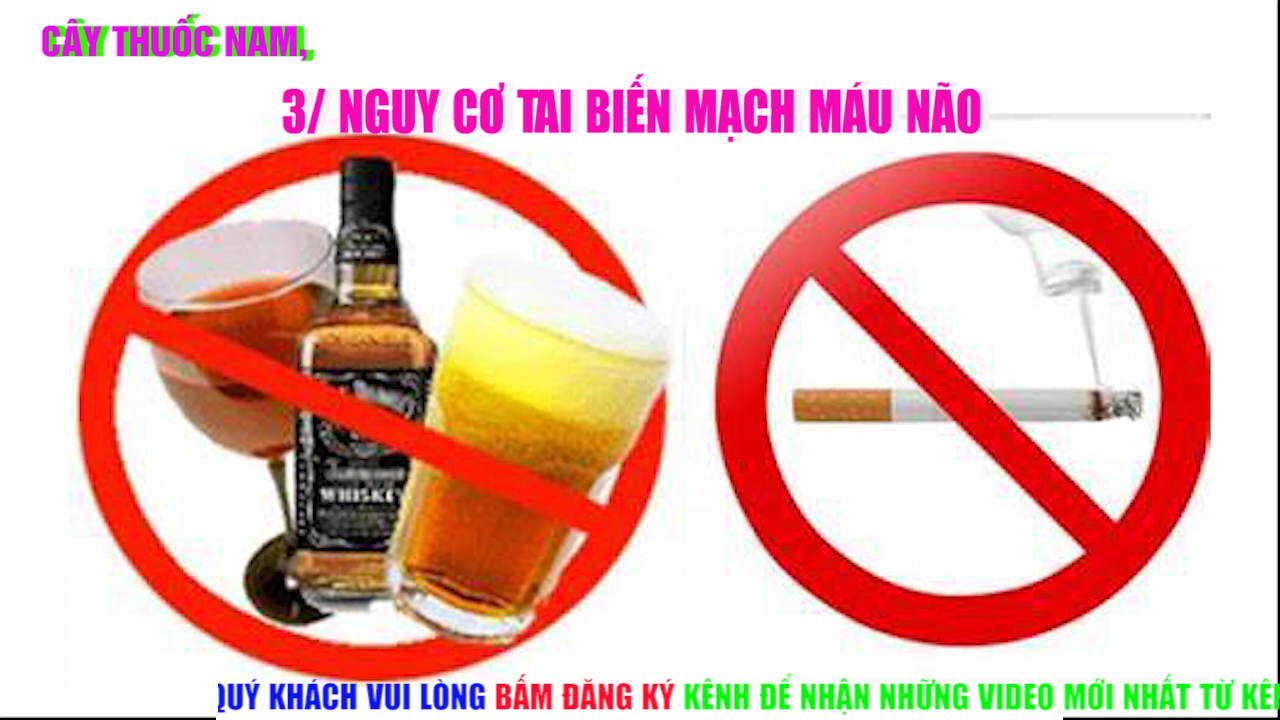 CÂY THUỐC NAM,
3/ NGUY CƠ TAI BIẾN MẠCH MÁU NÃO
WHISKEY
QUÝ KHÁCH VUI LÒNG BẤM ĐĂNG KÝ KÊNH ĐỂ NHẬN NHỮNG VIDEO MỚI NHẤT TỪ KÊ